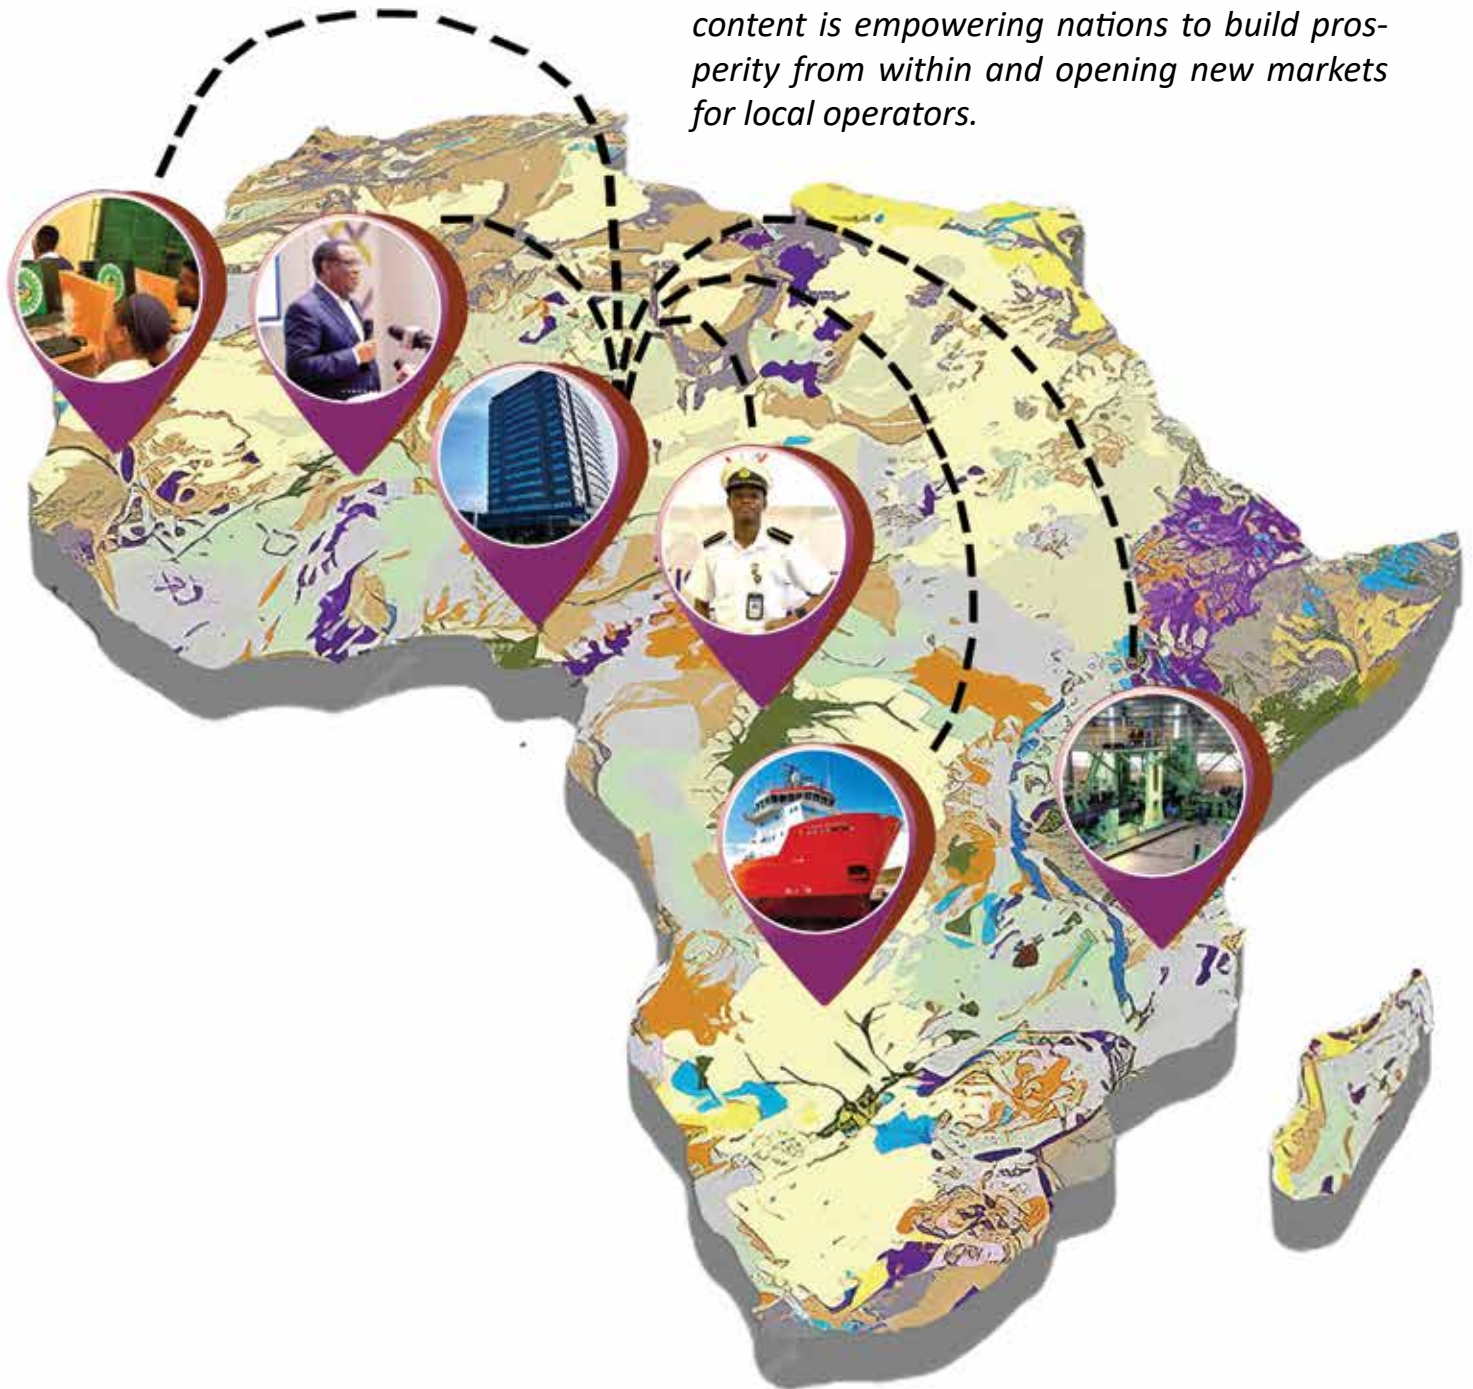 content is empowering nations to build pros-
perity from within and opening new markets
for local operators.